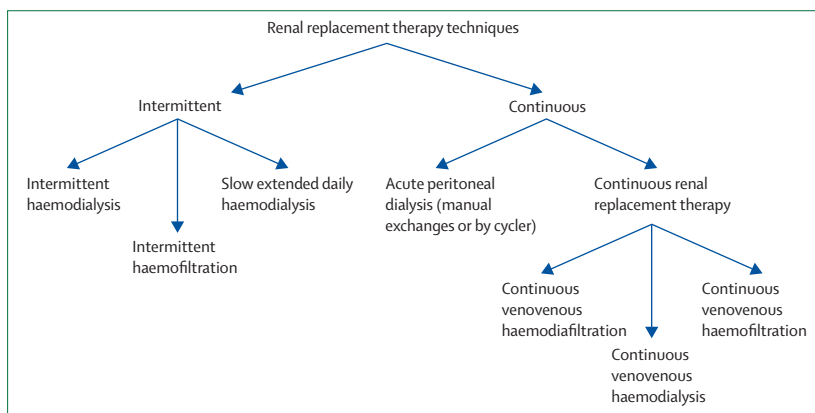 Renal replacement therapy techniques
Intermittent
Continuous
Intermittent
haemodialysis
Intermittent
haemofiltration
Slow extended daily
haemodialysis
Acute peritoneal
dialysis (manual
exchanges or by cycler)
Continuous renal
replacement therapy
Continuous
venovenous
haemodiafiltration
Continuous
venovenous
haemodialysis
Continuous
venovenous
haemofiltration